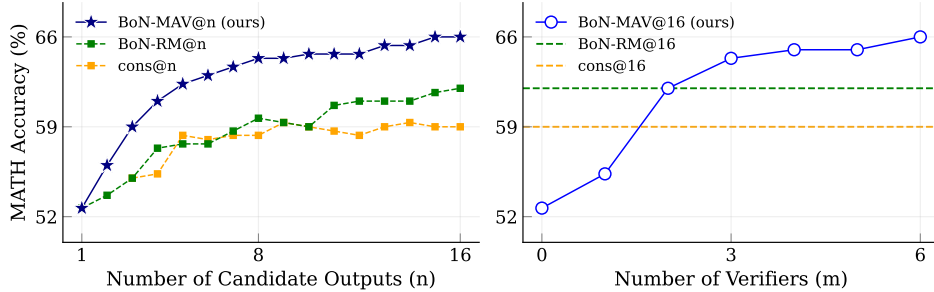 MATH Accuracy (%)
66
59
52
BoN-MAV@n (ours)
BoN-RM@n
cons@n
1
8
16
Number of Candidate Outputs (n)
66
59
52
BoN-MAV@16 (ours)
BoN-RM@16
cons@16
0
3
6
Number of Verifiers (m)